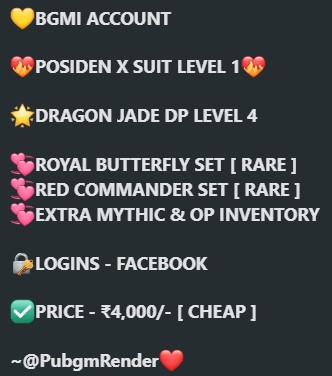 💛BGMI ACCOUNT
💖POSIDEN X SUIT LEVEL 1💖
🌟DRAGON JADE DP LEVEL 4
💞ROYAL BUTTERFLY SET [ RARE ]
💞RED COMMANDER SET [ RARE ]
💞EXTRA MYTHIC & OP INVENTORY
🔐LOGINS - FACEBOOK
✅PRICE - ₹4,000/- [ CHEAP ]
~@PubgmRender❤️